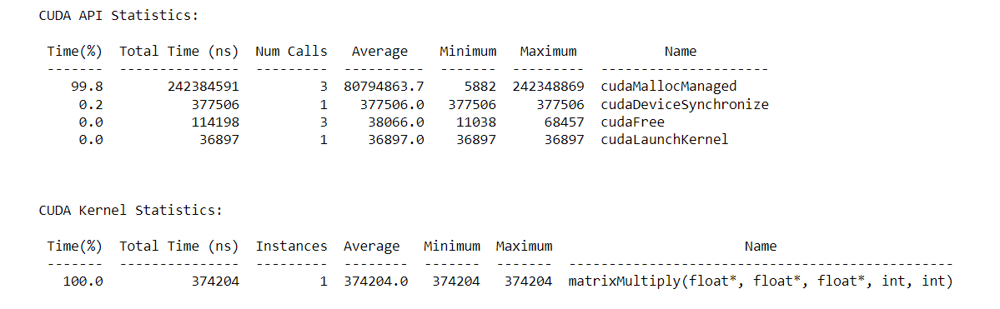 CUDA API Statistics:
Time(%) Total Time (ns) Num Calls Average Minimum Maximum Name
------- --------------- --------- ---------- ------- --------- ---------------------
99.8 242384591 3 80794863.7 5882 242348869 cudaMallocManaged
0.2 377506 1 377506.0 377506 377506 cudaDeviceSynchronize
0.0 114198 3 38066.0 11038 68457 cudaFree
0.0 36897 1 36897.0 36897 36897 cudaLaunchKernel
CUDA Kernel Statistics:
Time(%) Total Time (ns) Instances Average Minimum Maximum Name
------- --------------- --------- -------- ------- ------- ------------------------------------------------
100.0 374204 1 374204.0 374204 374204 matrixMultiply(float*, float*, float*, int, int)